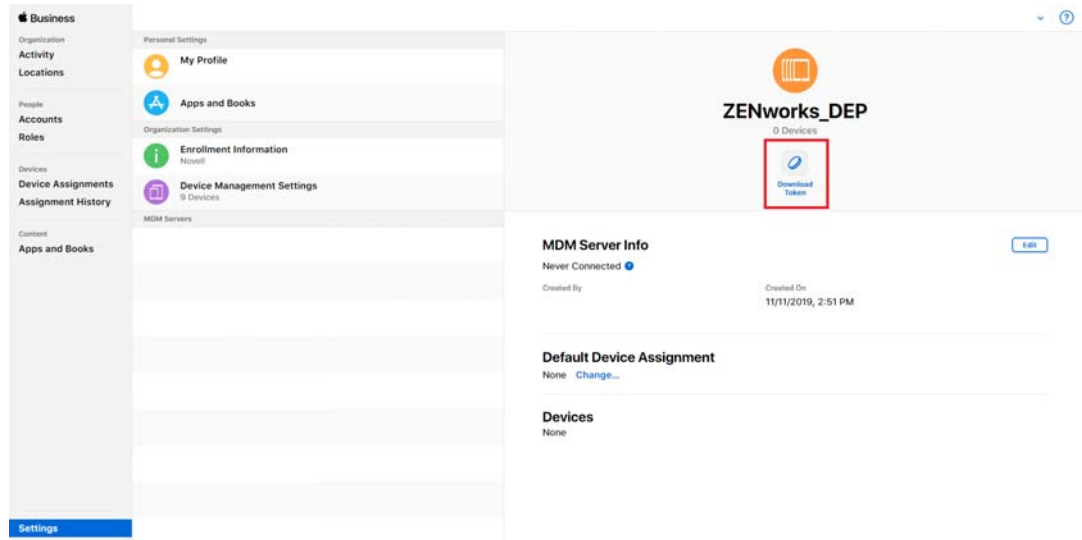 Business
Organization
Activity
Locations
People
Accounts
Roles
Devices
Device Assignments
Assignment History
Content
Apps and Books
Settings
Personal Settings
My Profile
Apps and Books
Organization Settings
Enrollment Information
Novell
Device Management Settings
9 Devices
MDM Servers
ZENworks_DEP
0 Devices
Download
Token
MDM Server Info
Edit
Never Connected ?
Created By
Created On
11/11/2019, 2:51 PM
Default Device Assignment
None Change...
Devices
None